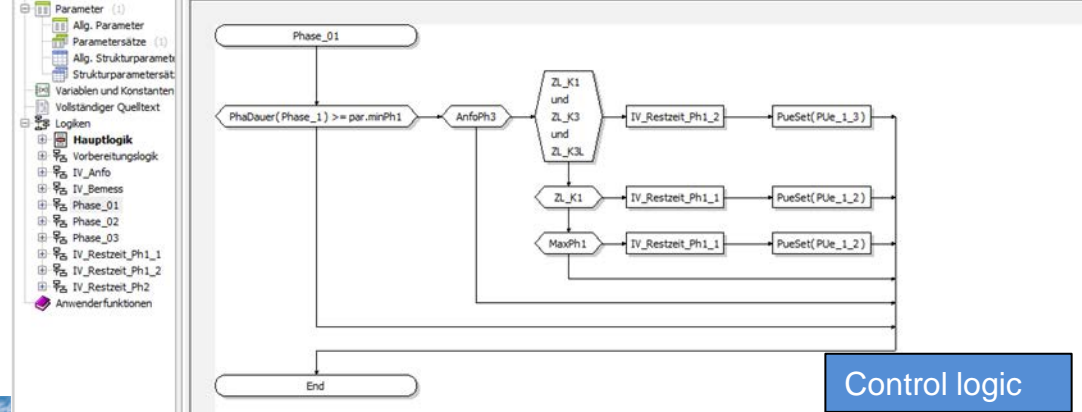 Parameter (1)
Allg. Parameter
Parametersätze (1)
Allg. Strukturparamete
Strukturparametersät
Variablen und Konstanten
Vollständiger Quelltext
Logiken
Hauptlogik
Vorbereitungslogik
IV_Anfo
IV_Bemess
Phase_01
Phase_02
Phase_03
IV_Restzeit_Ph1_1
IV_Restzeit_Ph1_2
IV_Restzeit_Ph2
Anwenderfunktionen
Phase_01
PhaDauer(Phase_1) >= par.minPh1
AnfoPh3
ZL_K1
und
ZL_K3
und
ZL_K3L
IV_Restzeit_Ph1_2
PueSet(PUe_1_3)
ZL_K1
IV_Restzeit_Ph1_1
PueSet(PUe_1_2)
MaxPh1
IV_Restzeit_Ph1_1
PueSet(PUe_1_2)
End
Control logic